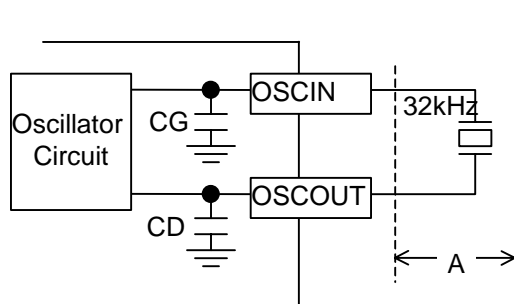 OSCIN
32kHz
Oscillator
Circuit
CG
OSCOUT
CD
A